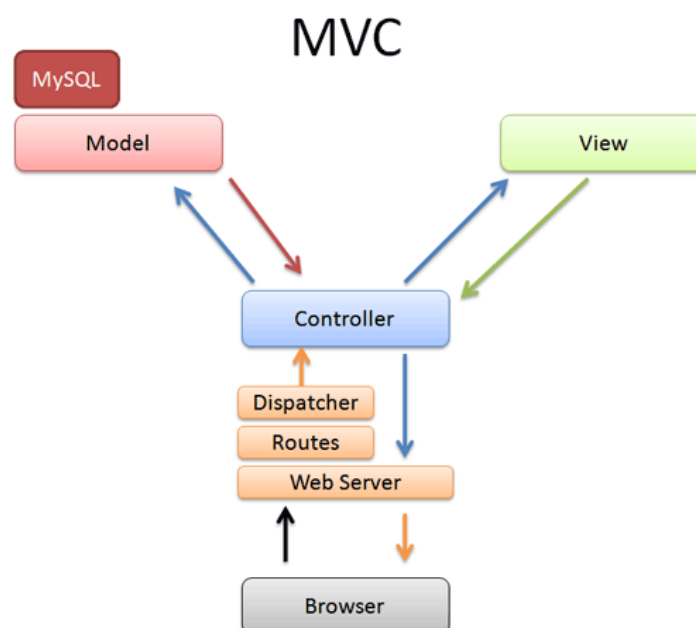 MVC
MySQL
Model
View
Controller
Dispatcher
Routes
Web Server
Browser